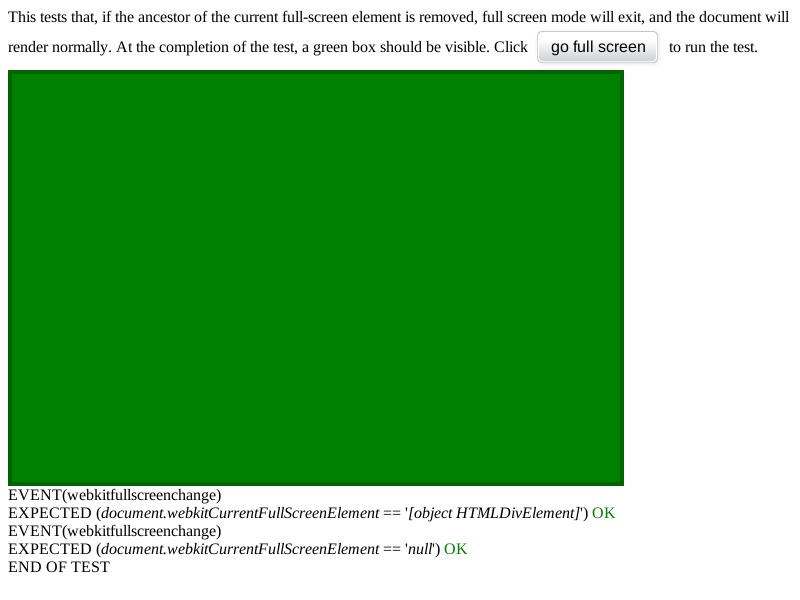 This tests that, if the ancestor of the current full-screen element is removed, full screen mode will exit, and the document will
render normally. At the completion of the test, a green box should be visible. Click go full screen to run the test.
EVENT(webkitfullscreenchange)
EXPECTED (document.webkitCurrentFullScreenElement == '[object HTMLDivElement]') OK
EVENT(webkitfullscreenchange)
EXPECTED (document.webkitCurrentFullScreenElement == 'null') OK
END OF TEST